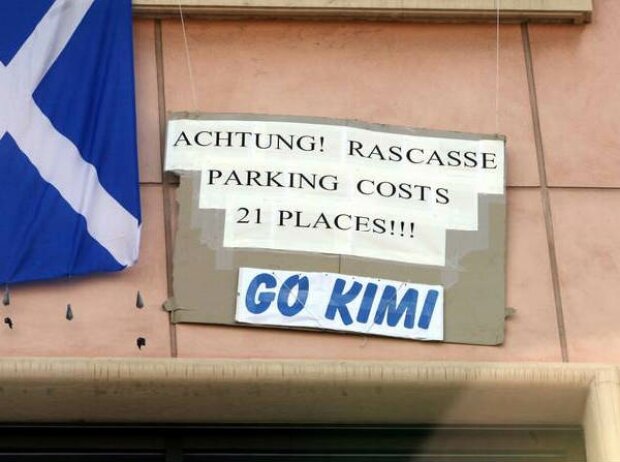 ACHTUNG! RASCASSE
PARKING COSTS
21 PLACES!!!
GO KIMI